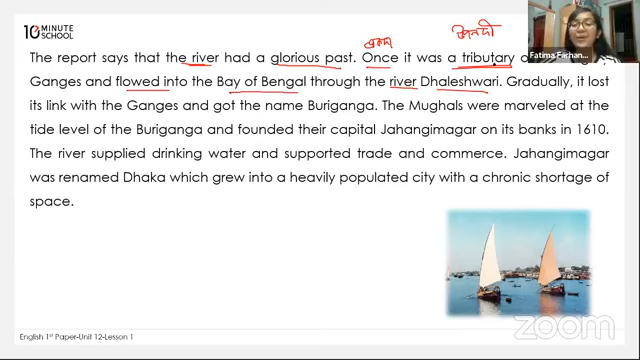 10 MINUTE SCHOOL
একদা
উপনদী
Fatima Farhan...
The report says that the river had a glorious past. Once it was a tributary
Ganges and flowed into the Bay of Bengal through the river Dhaleshwari. Gradually, it lost
its link with the Ganges and got the name Buriganga. The Mughals were marveled at the
tide level of the Buriganga and founded their capital Jahangimagar on its banks in 1610.
The river supplied drinking water and supported trade and commerce. Jahangimagar
was renamed Dhaka which grew into a heavily populated city with a chronic shortage of
space.
English 1st Paper-Unit 12-Lesson 1
zoom